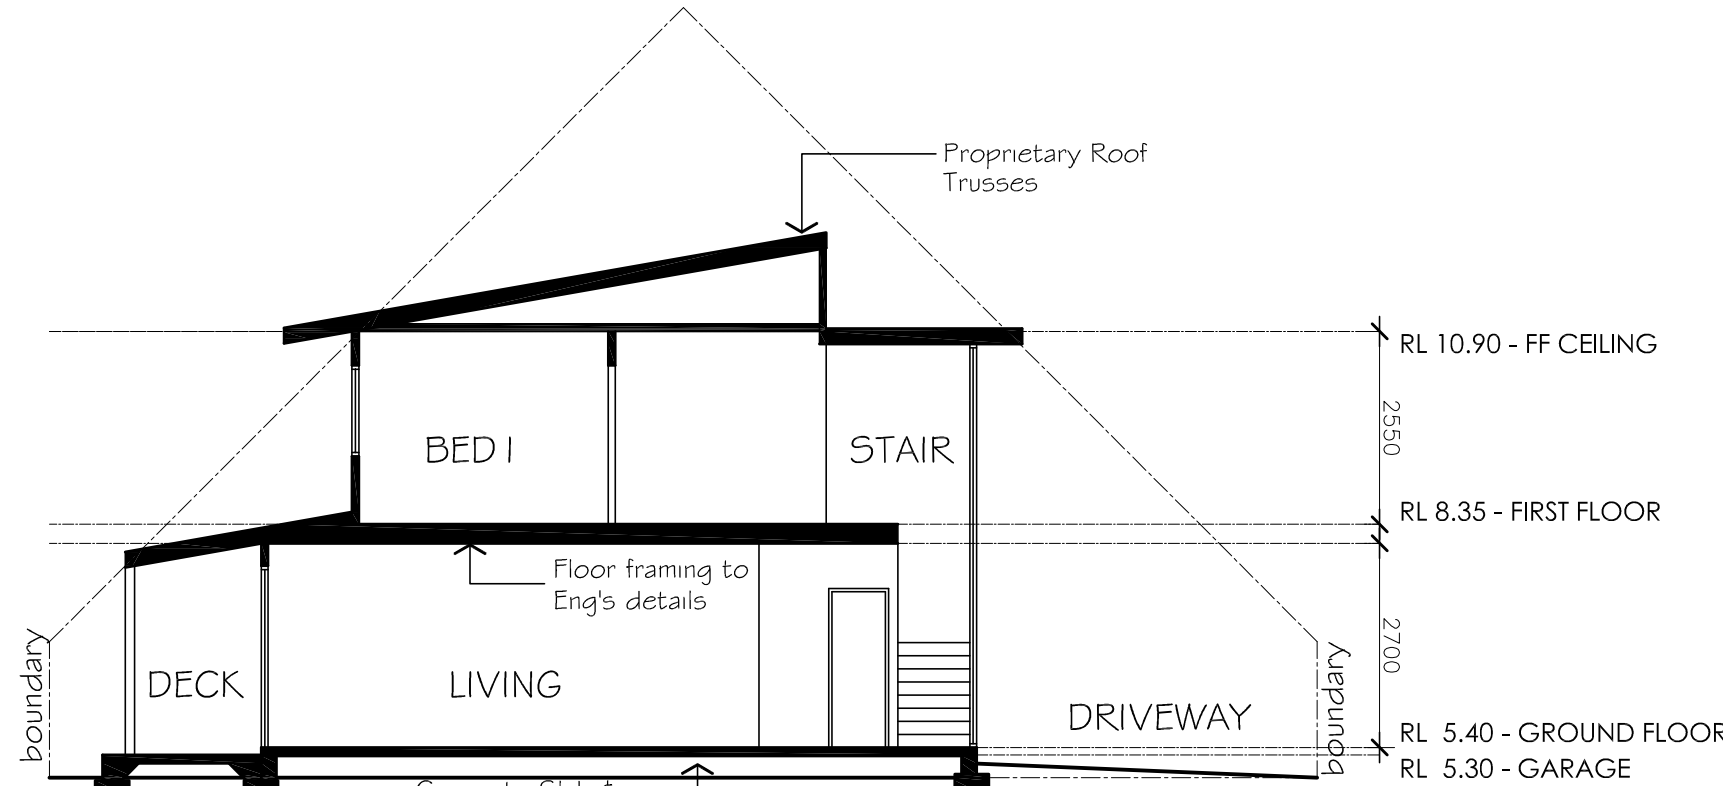 Proprietary Roof
Trusses
RL 10.90 - FF CEILING
2550
BED 1
STAIR
RL 8.35 - FIRST FLOOR
Floor framing to
Eng's details
2700
boundary
DECK
LIVING
DRIVEWAY
boundary
RL 5.40 - GROUND FLOOR
RL 5.30 - GARAGE